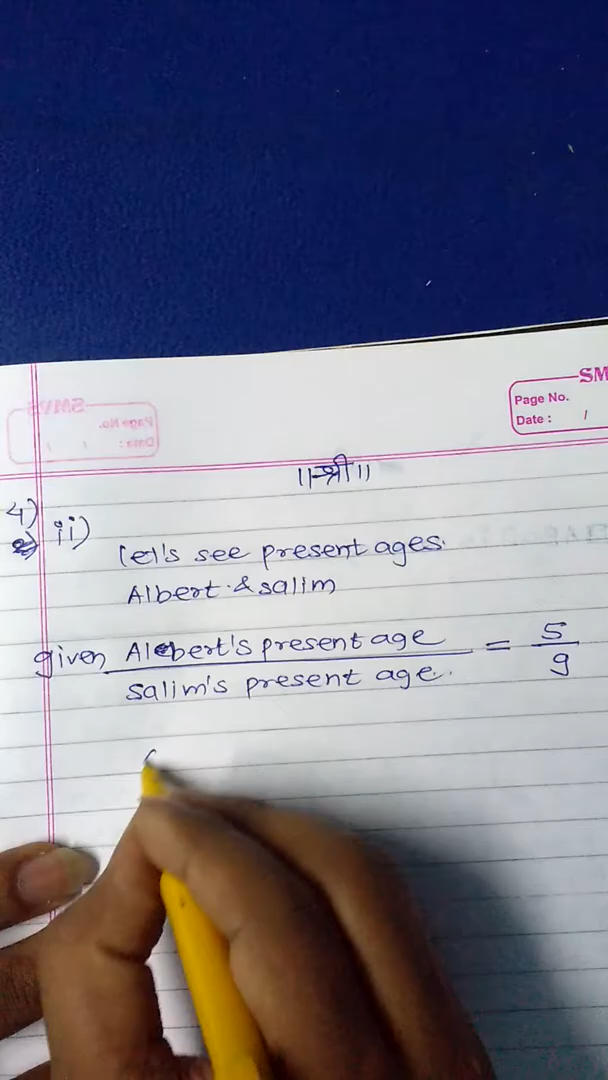 SM
Page No.
Date : /
॥श्री॥
4)
ii) let's see present ages.
Albert & salim
given Albert's present age = 5
salim's present age. 9